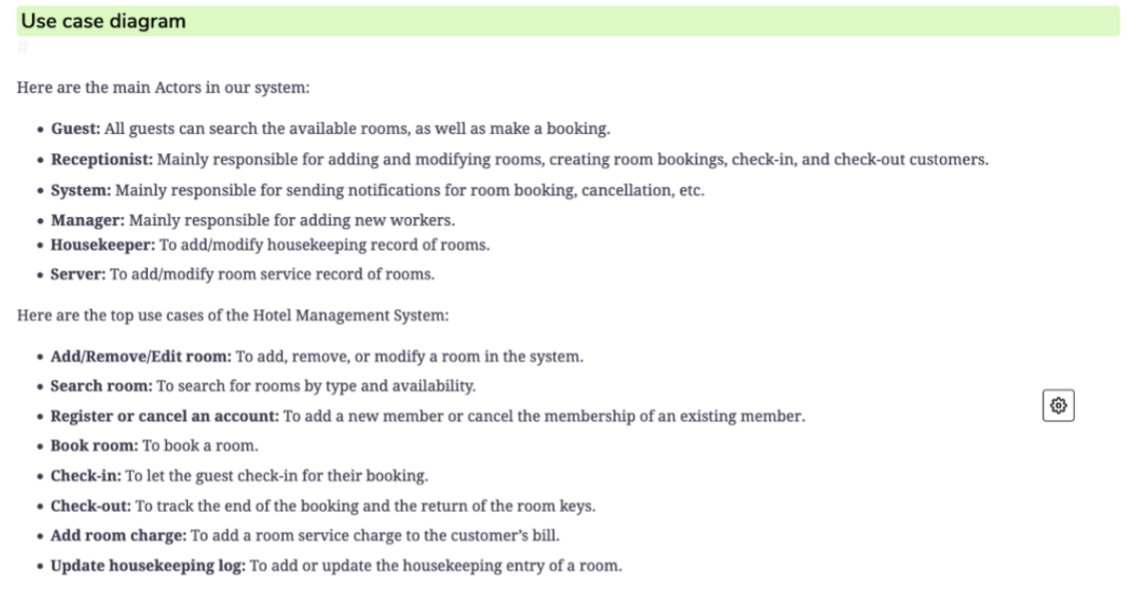 Use case diagram
#
Here are the main Actors in our system:
• Guest: All guests can search the available rooms, as well as make a booking.
• Receptionist: Mainly responsible for adding and modifying rooms, creating room bookings, check-in, and check-out customers.
• System: Mainly responsible for sending notifications for room booking, cancellation, etc.
• Manager: Mainly responsible for adding new workers.
• Housekeeper: To add/modify housekeeping record of rooms.
• Server: To add/modify room service record of rooms.
Here are the top use cases of the Hotel Management System:
• Add/Remove/Edit room: To add, remove, or modify a room in the system.
• Search room: To search for rooms by type and availability.
• Register or cancel an account: To add a new member or cancel the membership of an existing member.
• Book room: To book a room.
• Check-in: To let the guest check-in for their booking.
• Check-out: To track the end of the booking and the return of the room keys.
• Add room charge: To add a room service charge to the customer's bill.
• Update housekeeping log: To add or update the housekeeping entry of a room.